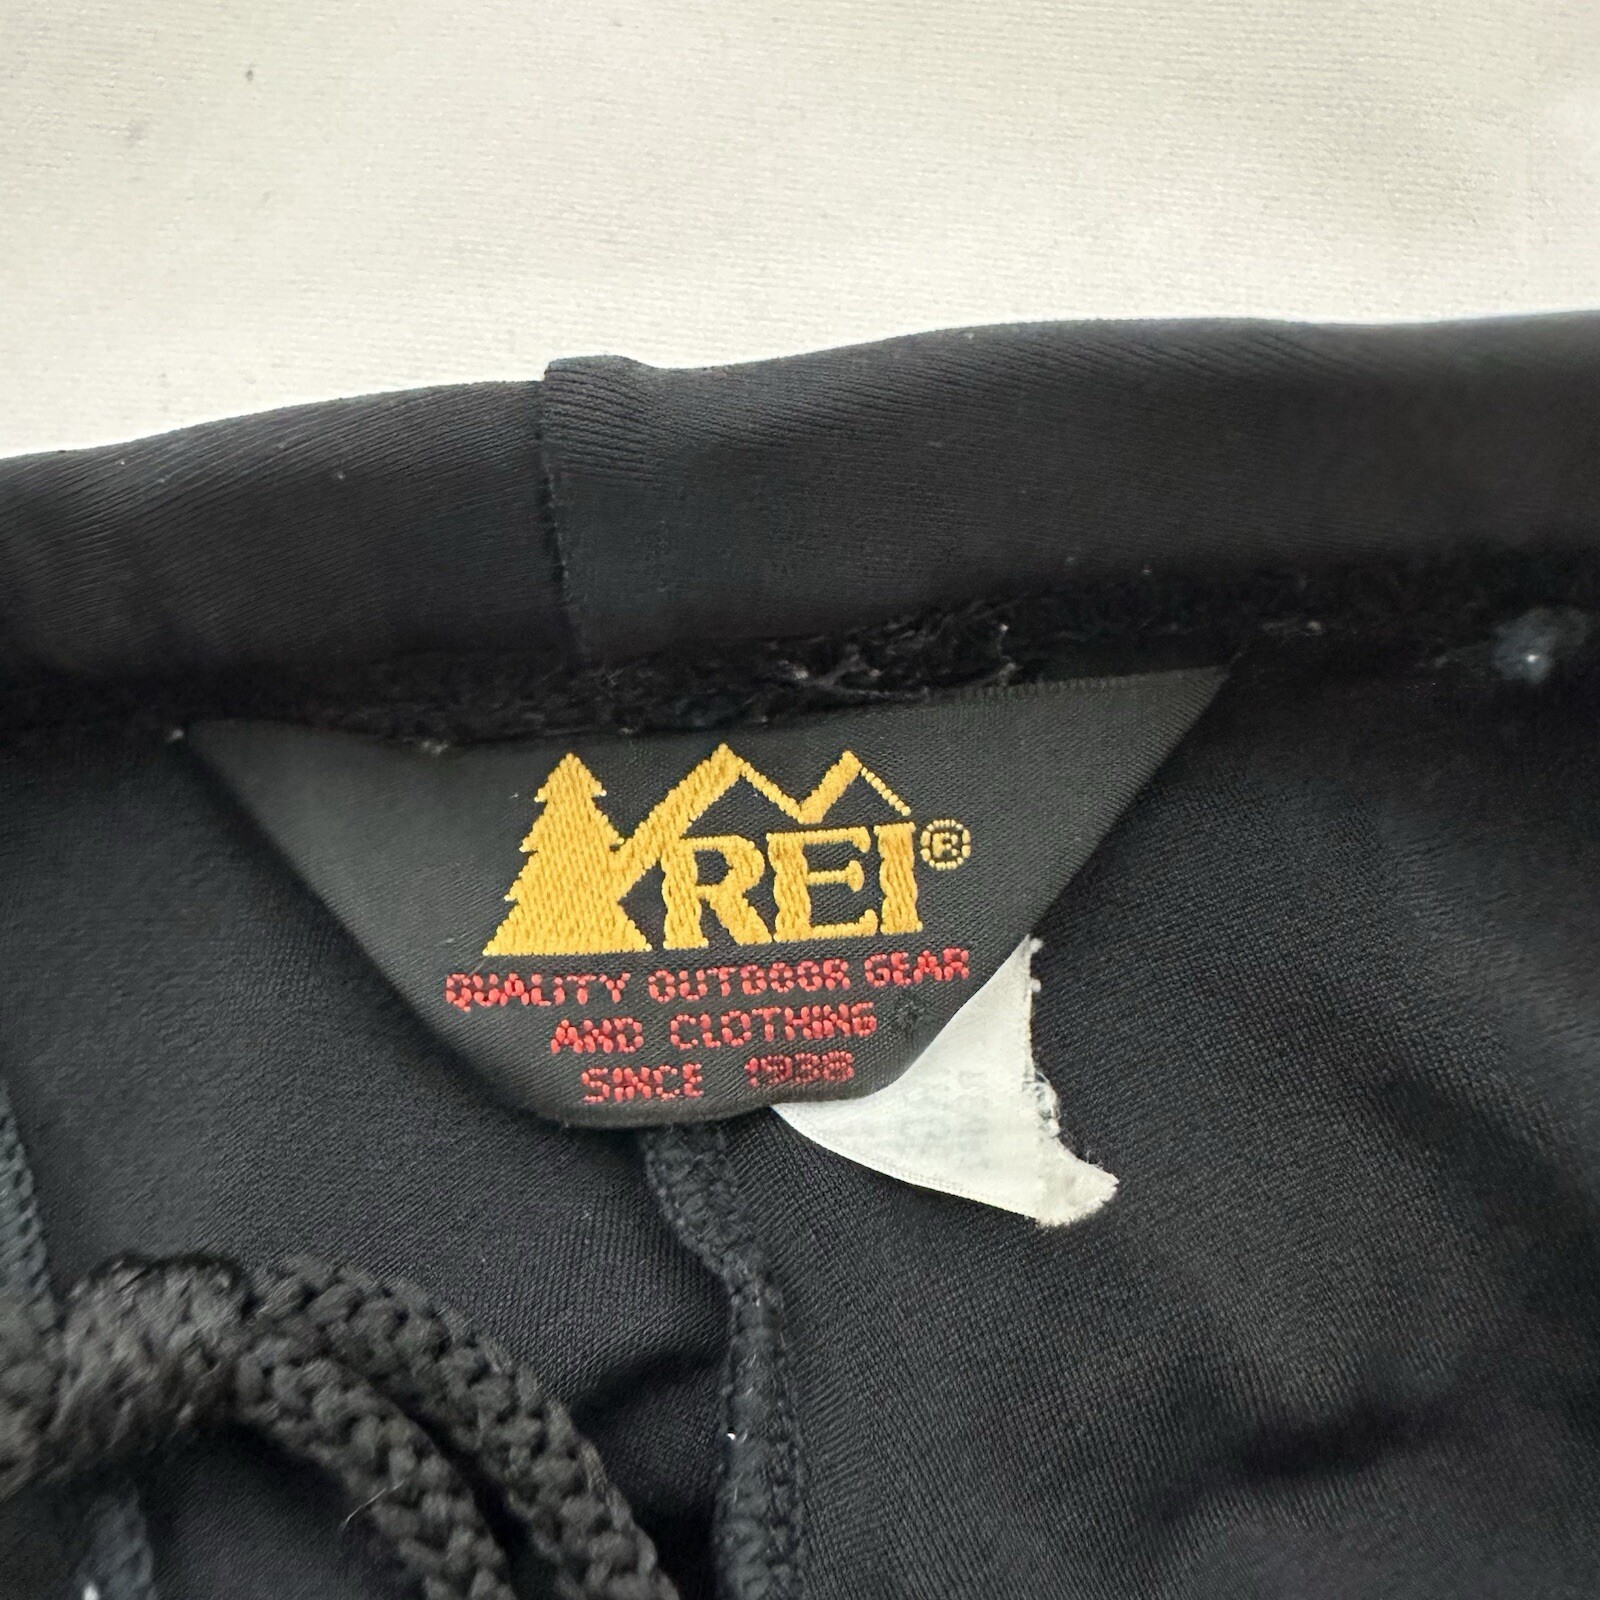 REI®
QUALITY OUTDOOR GEAR
AND CLOTHING
SINCE 1938